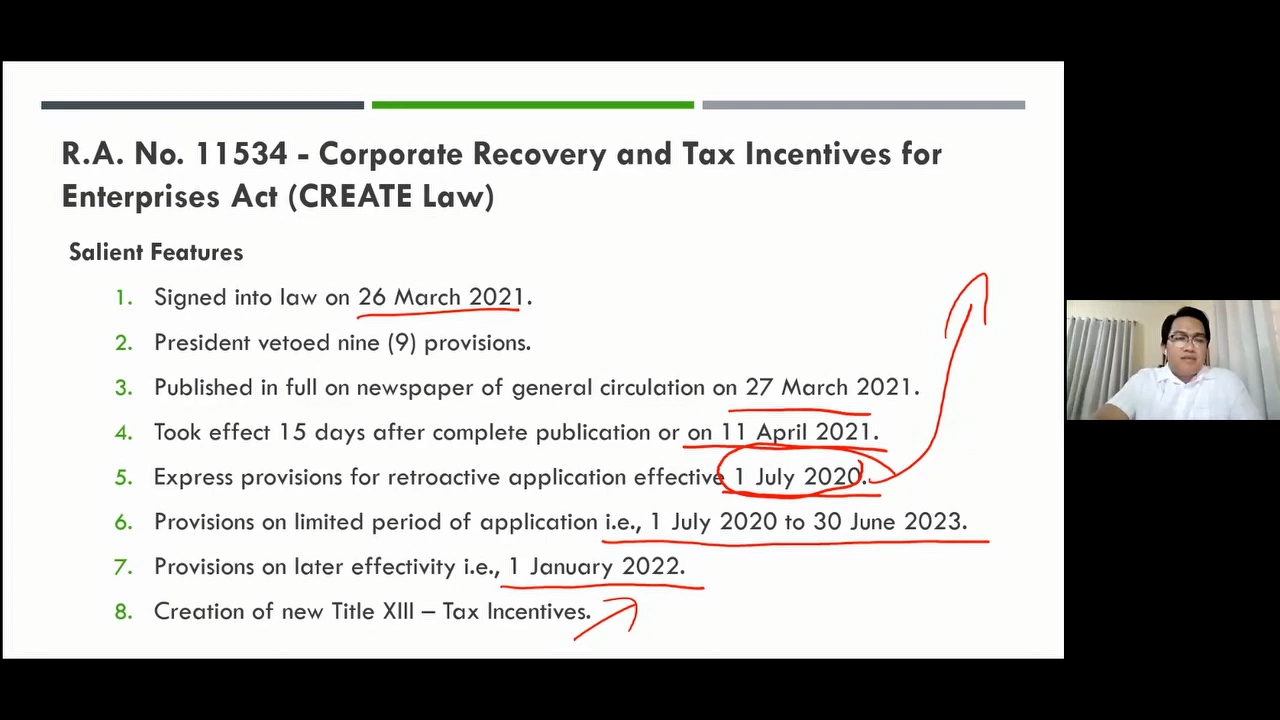 R.A. No. 11534 - Corporate Recovery and Tax Incentives for
Enterprises Act (CREATE Law)
Salient Features
1. Signed into law on 26 March 2021.
2. President vetoed nine (9) provisions.
3. Published in full on newspaper of general circulation on 27 March 2021.
4. Took effect 15 days after complete publication or on 11 April 2021.
5. Express provisions for retroactive application effective 1 July 2020.
6. Provisions on limited period of application i.e., 1 July 2020 to 30 June 2023.
7. Provisions on later effectivity i.e., 1 January 2022.
8. Creation of new Title XIII – Tax Incentives.